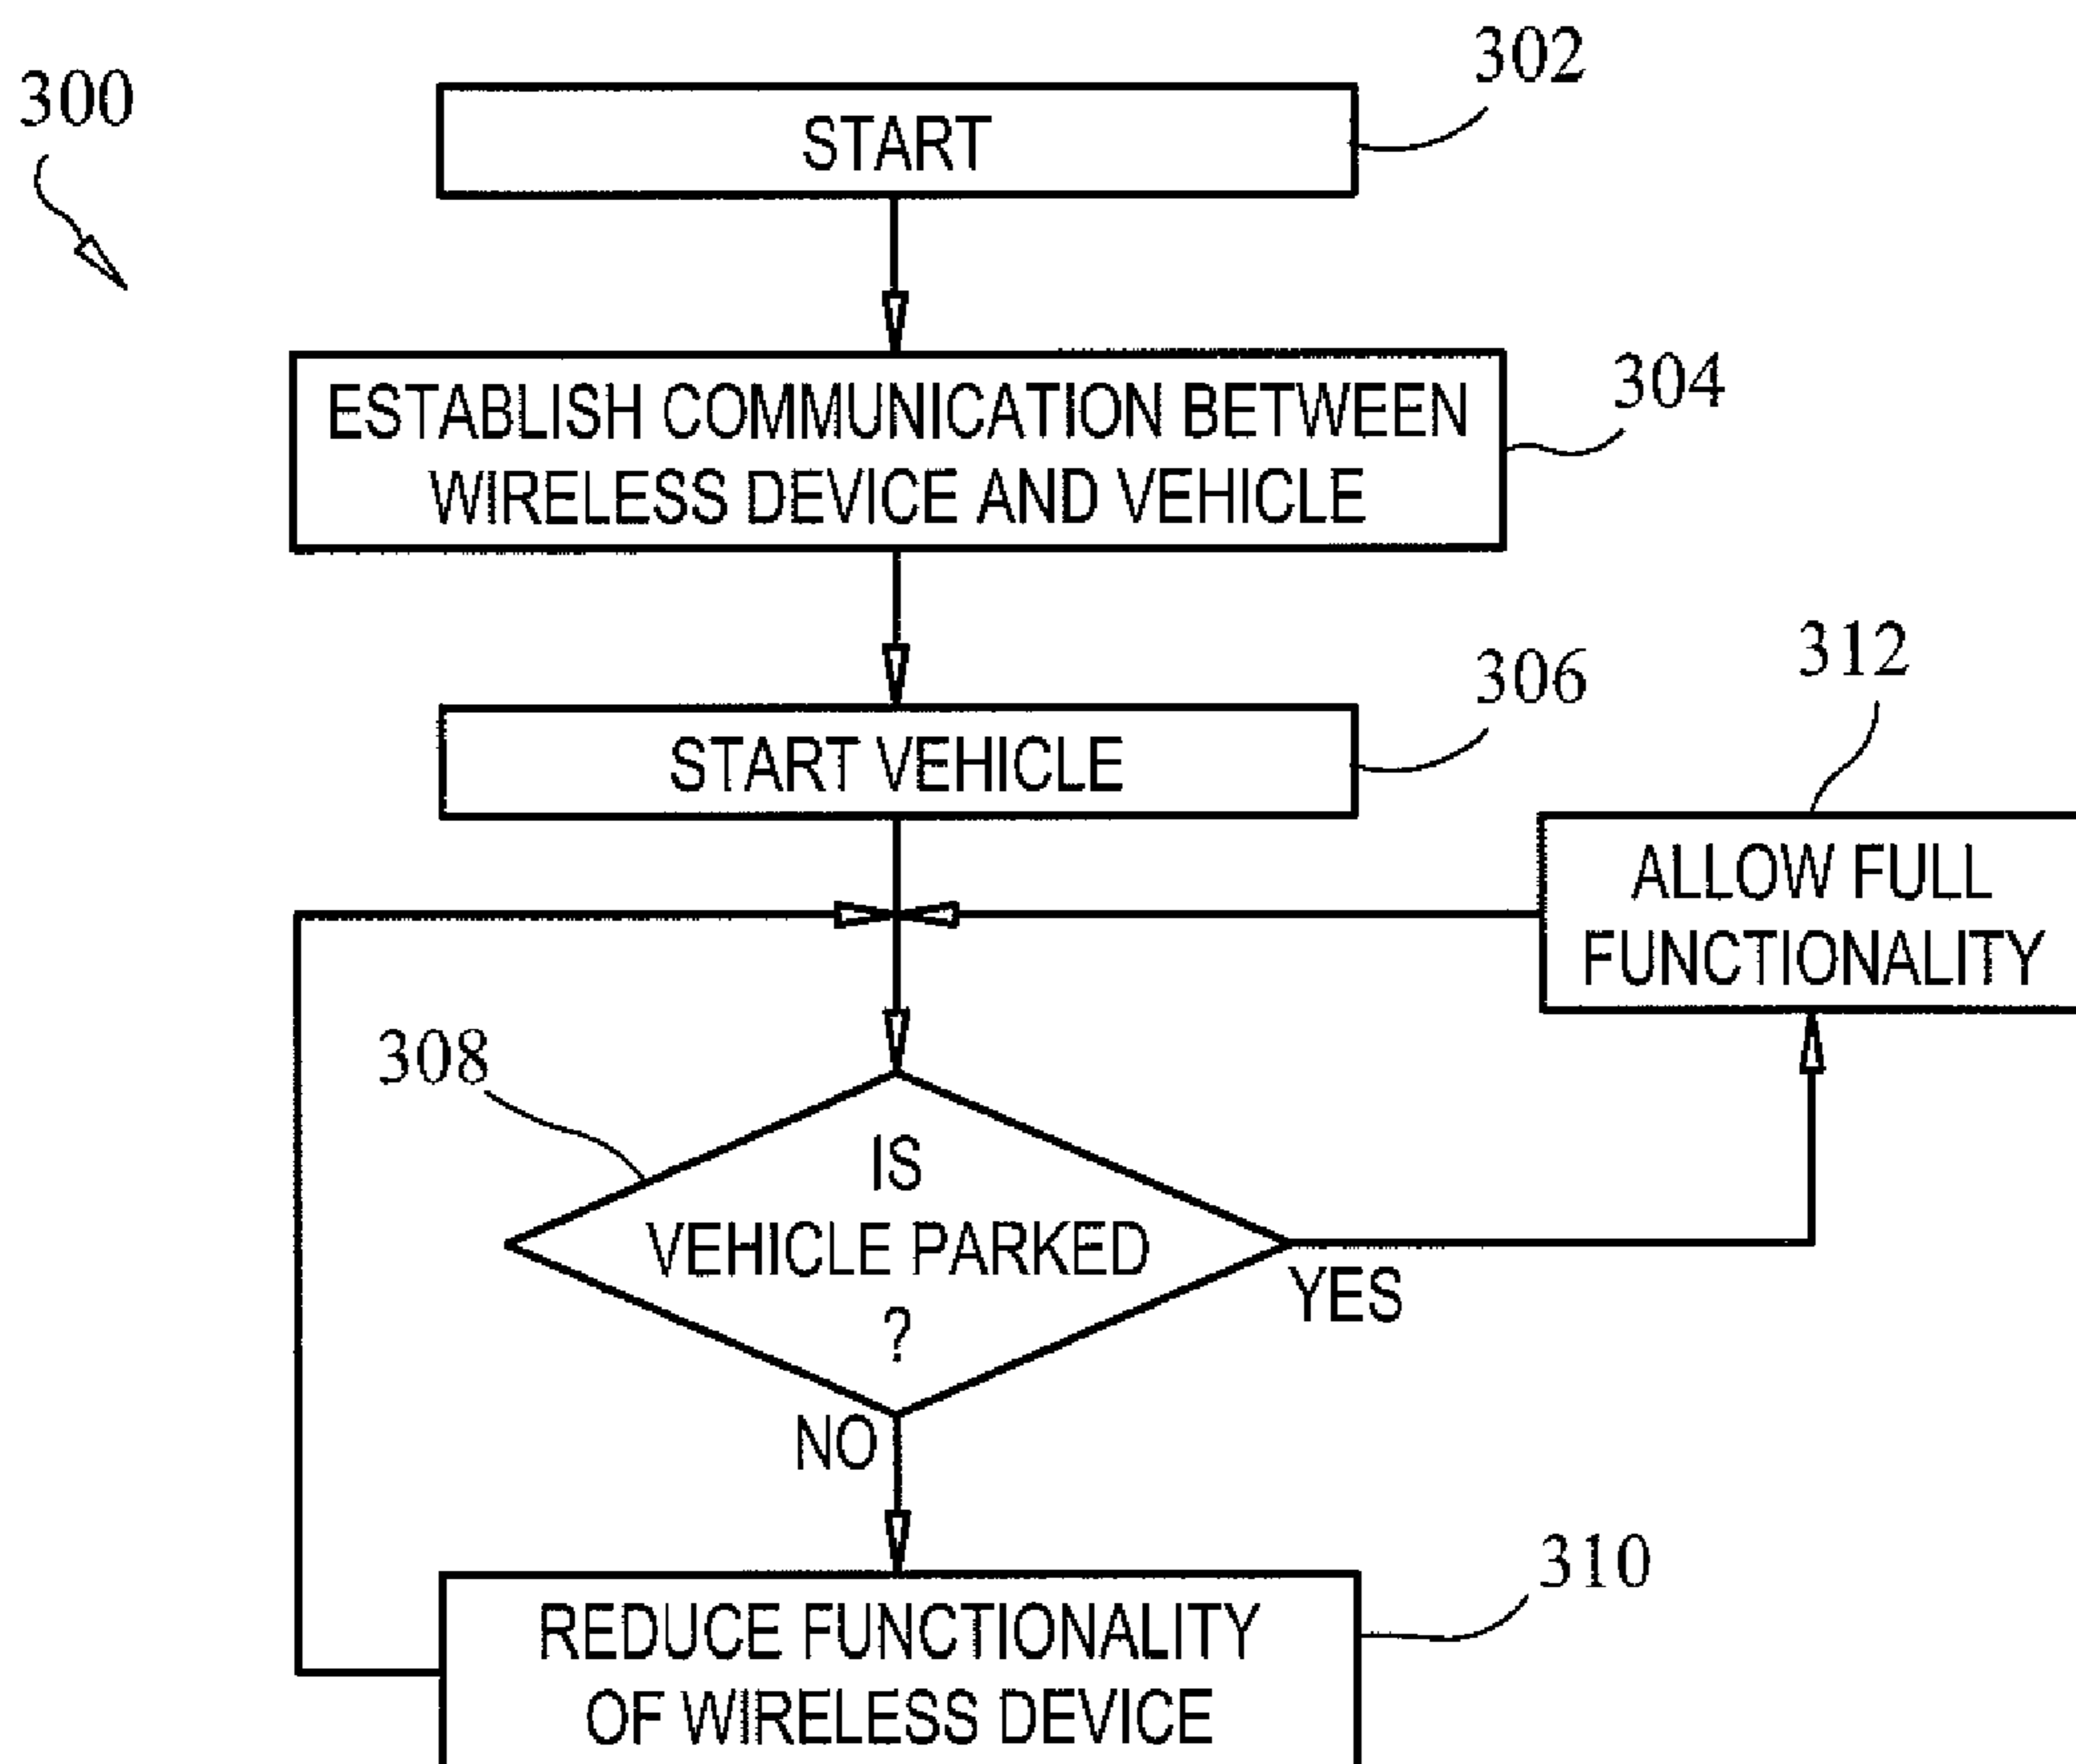 300
302
START
304
ESTABLISH COMMUNICATION BETWEEN
WIRELESS DEVICE AND VEHICLE
306
START VEHICLE
312
ALLOW FULL
FUNCTIONALITY
308
IS
VEHICLE PARKED
?
YES
NO
310
REDUCE FUNCTIONALITY
OF WIRELESS DEVICE